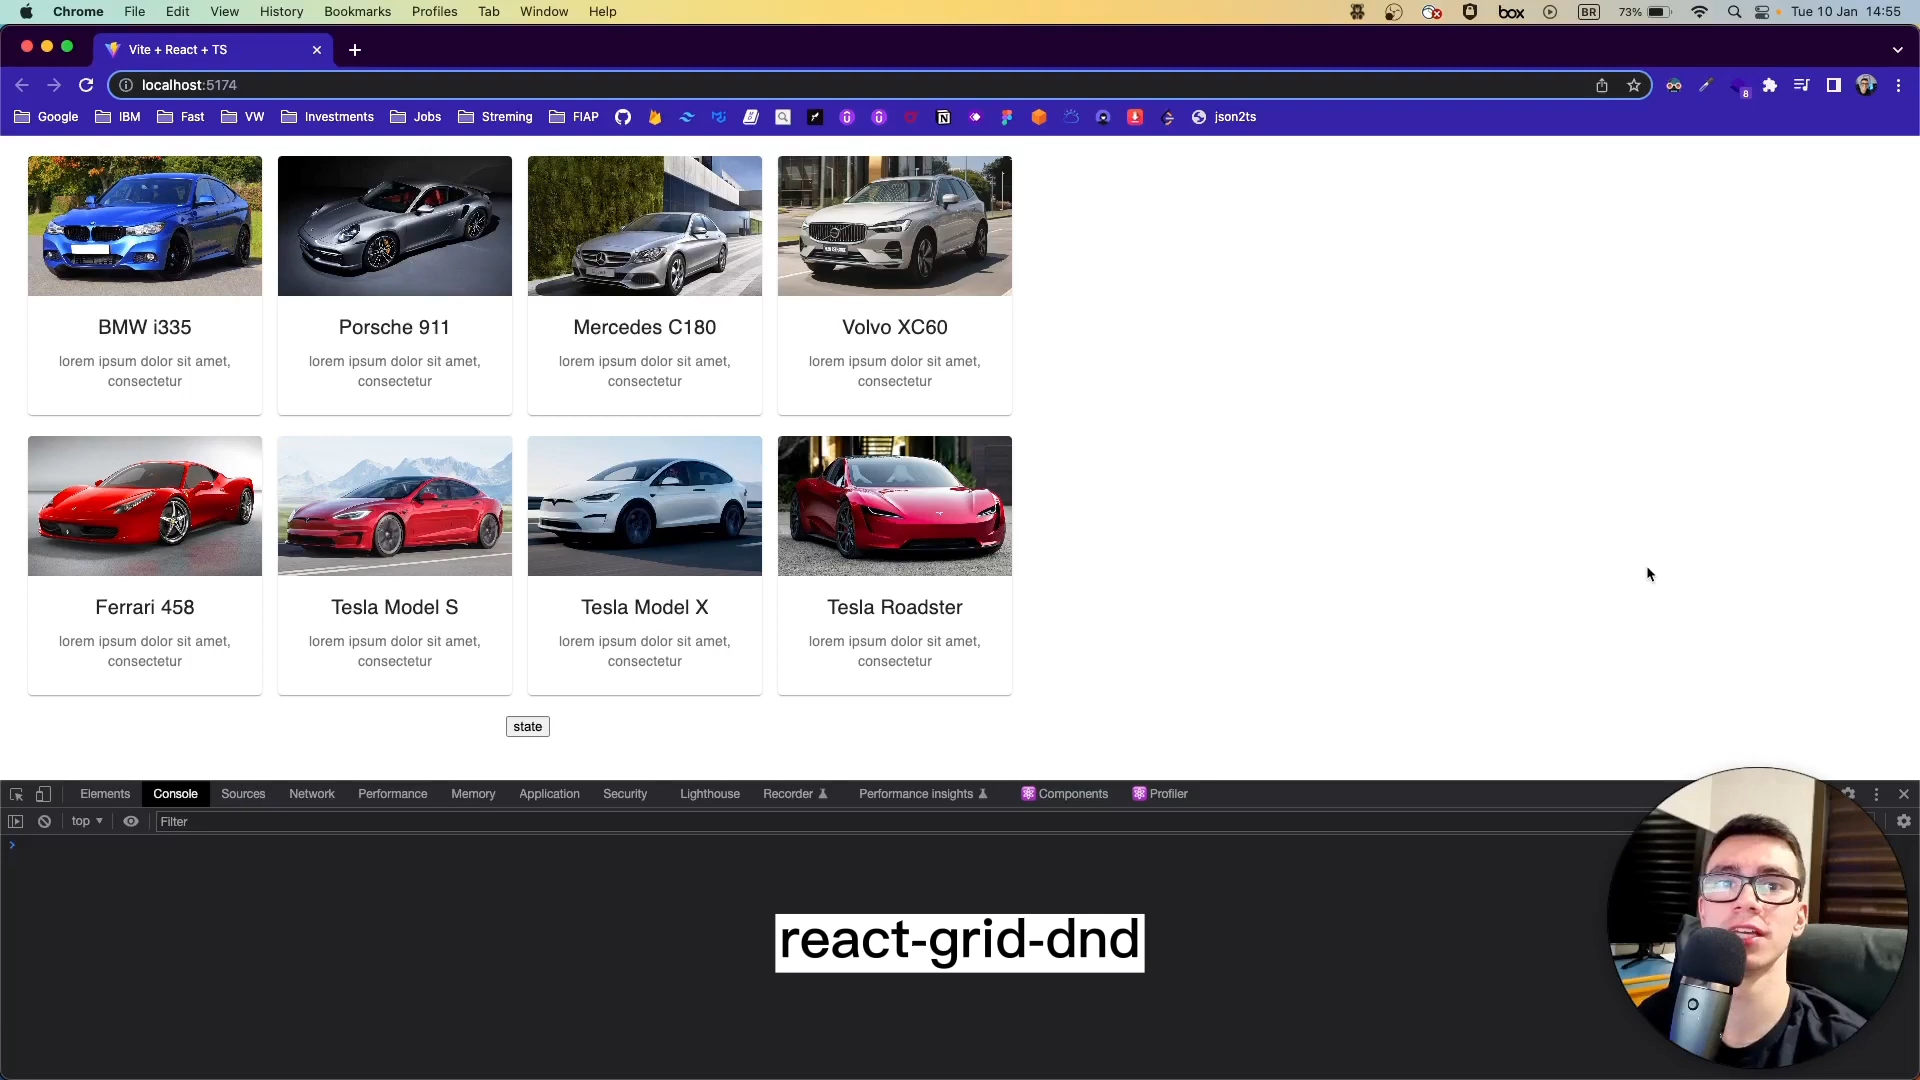 Chrome File Edit View History Bookmarks Profiles Tab Window Help box BR 73% Tue 10 Jan 14:55
Vite + React + TS
localhost:5174 8
Google IBM Fast VW Investments Jobs Streming FIAP json2ts
BMW i335 Porsche 911 Mercedes C180 Volvo XC60
lorem ipsum dolor sit amet, lorem ipsum dolor sit amet, lorem ipsum dolor sit amet, lorem ipsum dolor sit amet,
consectetur consectetur consectetur consectetur
Ferrari 458 Tesla Model S Tesla Model X Tesla Roadster
lorem ipsum dolor sit amet, lorem ipsum dolor sit amet, lorem ipsum dolor sit amet, lorem ipsum dolor sit amet,
consectetur consectetur consectetur consectetur
state
Elements Console Sources Network Performance Memory Application Security Lighthouse Recorder Performance insights Components Profiler
top Filter
react-grid-dnd